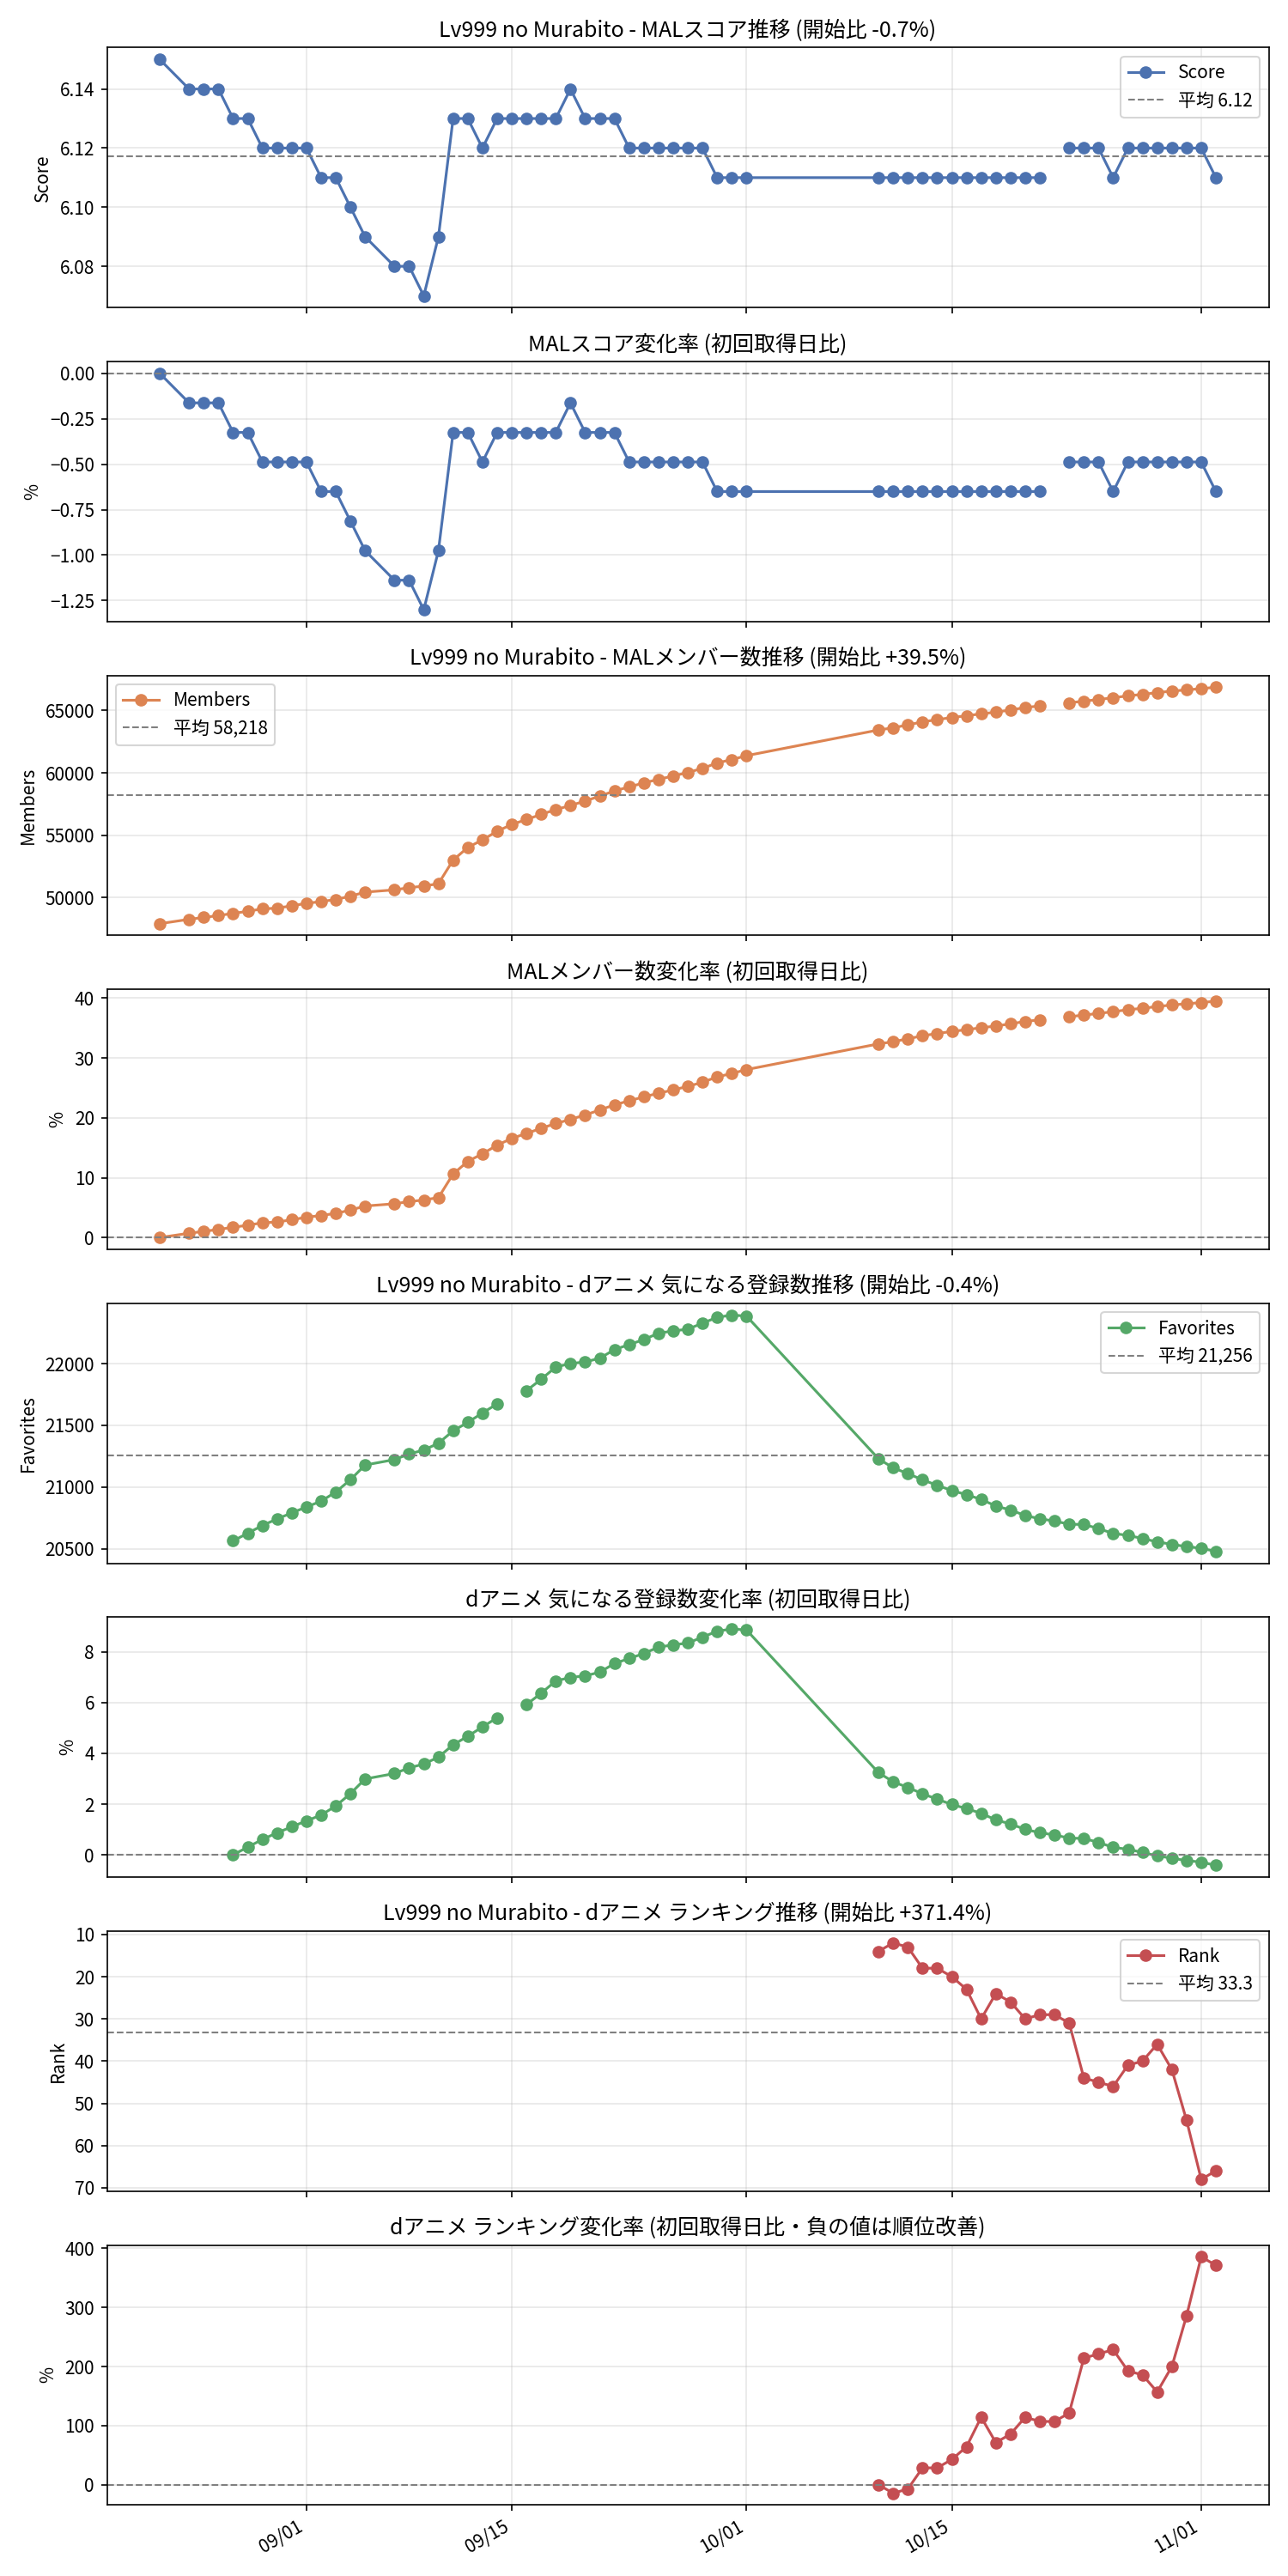 Lv999 no Murabito - MALスコア推移 (開始比 -0.7%)
Score
6.14
6.12
6.10
6.08
Score
平均 6.12
MALスコア変化率 (初回取得日比)
%
0.00
−0.25
−0.50
−0.75
−1.00
−1.25
Lv999 no Murabito - MALメンバー数推移 (開始比 +39.5%)
Members
65000
60000
55000
50000
Members
平均 58,218
MALメンバー数変化率 (初回取得日比)
%
40
30
20
10
0
Lv999 no Murabito - dアニメ 気になる登録数推移 (開始比 -0.4%)
Favorites
22000
21500
21000
20500
Favorites
平均 21,256
dアニメ 気になる登録数変化率 (初回取得日比)
%
8
6
4
2
0
Lv999 no Murabito - dアニメ ランキング推移 (開始比 +371.4%)
Rank
10
20
30
40
50
60
70
Rank
平均 33.3
dアニメ ランキング変化率 (初回取得日比・負の値は順位改善)
%
400
300
200
100
0
09/01
09/15
10/01
10/15
11/01